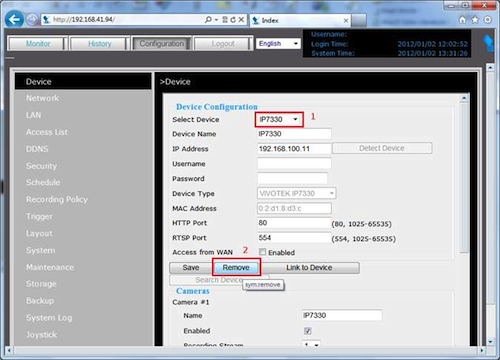 http://192.168.41.94/
Index
Monitor
History
Configuration
Logout
English
Username:
Login Time: 2012/01/02 12:02:52
System Time: 2012/01/02 13:31:26
Device
Network
LAN
Access List
DDNS
Security
Schedule
Recording Policy
Trigger
Layout
System
Maintenance
Storage
Backup
System Log
Joystick
>Device
Device Configuration
Select Device IP7330 1
Device Name IP7330
IP Address 192.168.100.11 Detect Device
Username
Password
Device Type VIVOTEK IP7330
MAC Address 0:2:d1:8:d3:c
HTTP Port 80 (80, 1025-65535)
RTSP Port 554 (554, 1025-65535)
Access from WAN Enabled
2
Save Remove Link to Device
Search Device
sym.remove
Cameras
Camera #1
Name IP7330
Enabled
Recording Stream 1